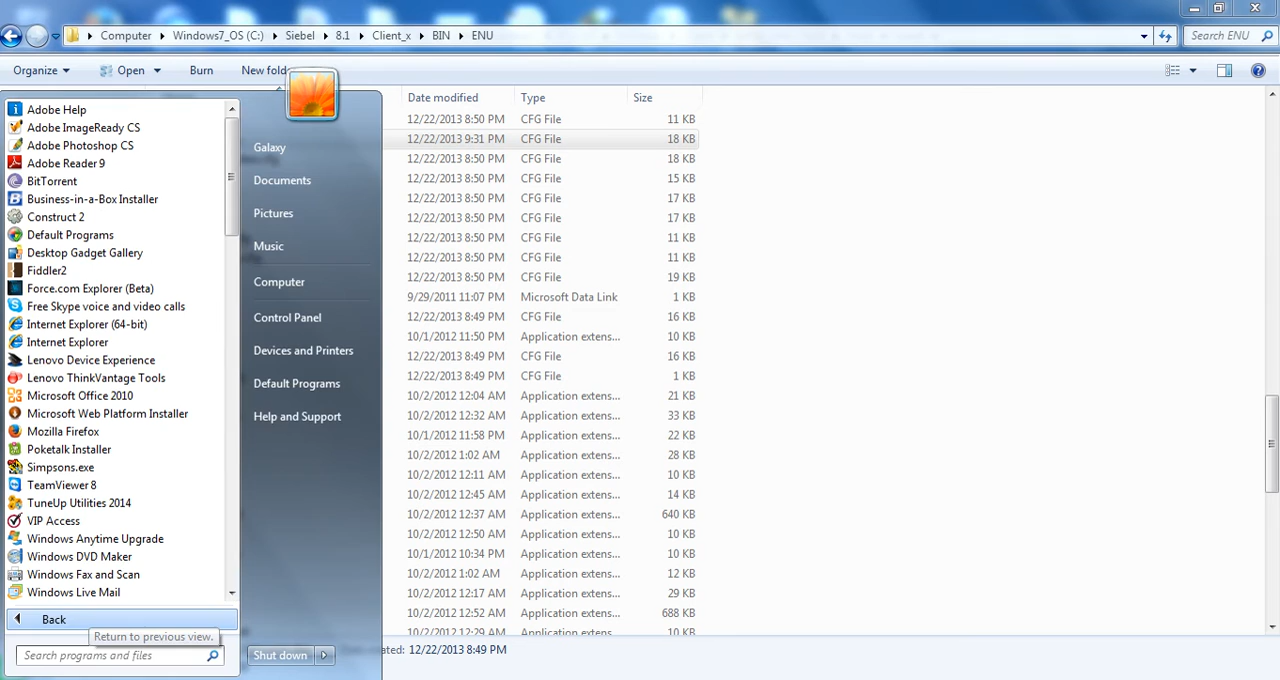 Computer Windows7_OS (C:) Siebel 8.1 Client_x BIN ENU
Search ENU
Organize Open Burn New fold
Date modified Type Size
12/22/2013 8:50 PM CFG File 11 KB
12/22/2013 9:31 PM CFG File 18 KB
12/22/2013 8:50 PM CFG File 18 KB
12/22/2013 8:50 PM CFG File 15 KB
12/22/2013 8:50 PM CFG File 17 KB
12/22/2013 8:50 PM CFG File 17 KB
12/22/2013 8:50 PM CFG File 11 KB
12/22/2013 8:50 PM CFG File 11 KB
12/22/2013 8:50 PM CFG File 19 KB
9/29/2011 11:07 PM Microsoft Data Link 1 KB
12/22/2013 8:49 PM CFG File 16 KB
10/1/2012 11:50 PM Application extens... 10 KB
12/22/2013 8:49 PM CFG File 16 KB
12/22/2013 8:49 PM CFG File 1 KB
10/2/2012 12:04 AM Application extens... 21 KB
10/2/2012 12:32 AM Application extens... 33 KB
10/1/2012 11:58 PM Application extens... 22 KB
10/2/2012 1:02 AM Application extens... 28 KB
10/2/2012 12:11 AM Application extens... 10 KB
10/2/2012 12:45 AM Application extens... 14 KB
10/2/2012 12:37 AM Application extens... 640 KB
10/2/2012 12:50 AM Application extens... 10 KB
10/1/2012 10:34 PM Application extens... 10 KB
10/2/2012 1:02 AM Application extens... 12 KB
10/2/2012 12:17 AM Application extens... 29 KB
10/2/2012 12:52 AM Application extens... 688 KB
10/2/2012 12:29 AM Application extens... 10 KB
12/22/2013 8:49 PM
Adobe Help
Adobe ImageReady CS
Adobe Photoshop CS
Adobe Reader 9
BitTorrent
Business-in-a-Box Installer
Construct 2
Default Programs
Desktop Gadget Gallery
Fiddler2
Force.com Explorer (Beta)
Free Skype voice and video calls
Internet Explorer (64-bit)
Internet Explorer
Lenovo Device Experience
Lenovo ThinkVantage Tools
Microsoft Office 2010
Microsoft Web Platform Installer
Mozilla Firefox
Poketalk Installer
Simpsons.exe
TeamViewer 8
TuneUp Utilities 2014
VIP Access
Windows Anytime Upgrade
Windows DVD Maker
Windows Fax and Scan
Windows Live Mail
Back
Return to previous view.
Search programs and files
Galaxy
Documents
Pictures
Music
Computer
Control Panel
Devices and Printers
Default Programs
Help and Support
Shut down